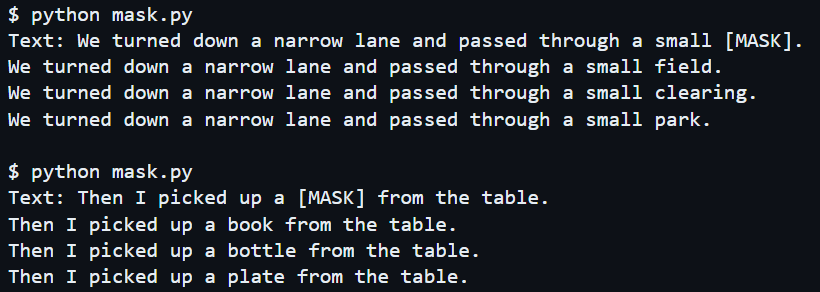 $ python mask.py
Text: We turned down a narrow lane and passed through a small [MASK].
We turned down a narrow lane and passed through a small field.
We turned down a narrow lane and passed through a small clearing.
We turned down a narrow lane and passed through a small park.

$ python mask.py
Text: Then I picked up a [MASK] from the table.
Then I picked up a book from the table.
Then I picked up a bottle from the table.
Then I picked up a plate from the table.